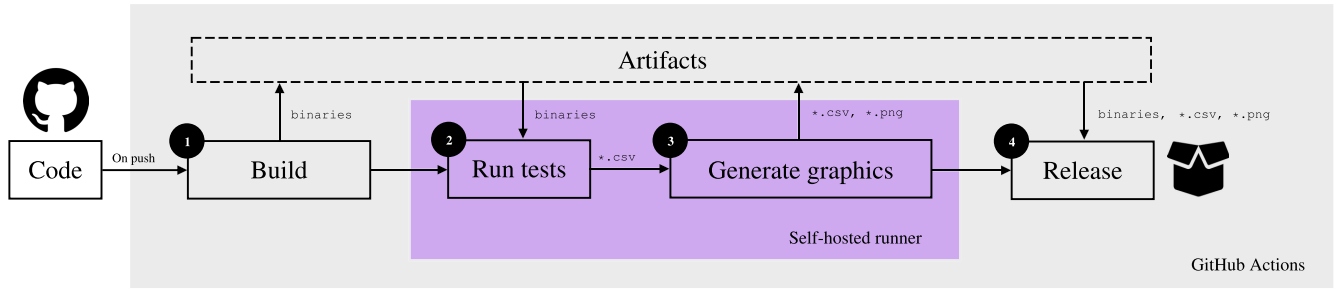 Artifacts
binaries
binaries
*.csv, *.png
binaries, *.csv, *.png
1
2
3
4
Code
On push
Build
Run tests
*.csv
Generate graphics
Release
Self-hosted runner
GitHub Actions